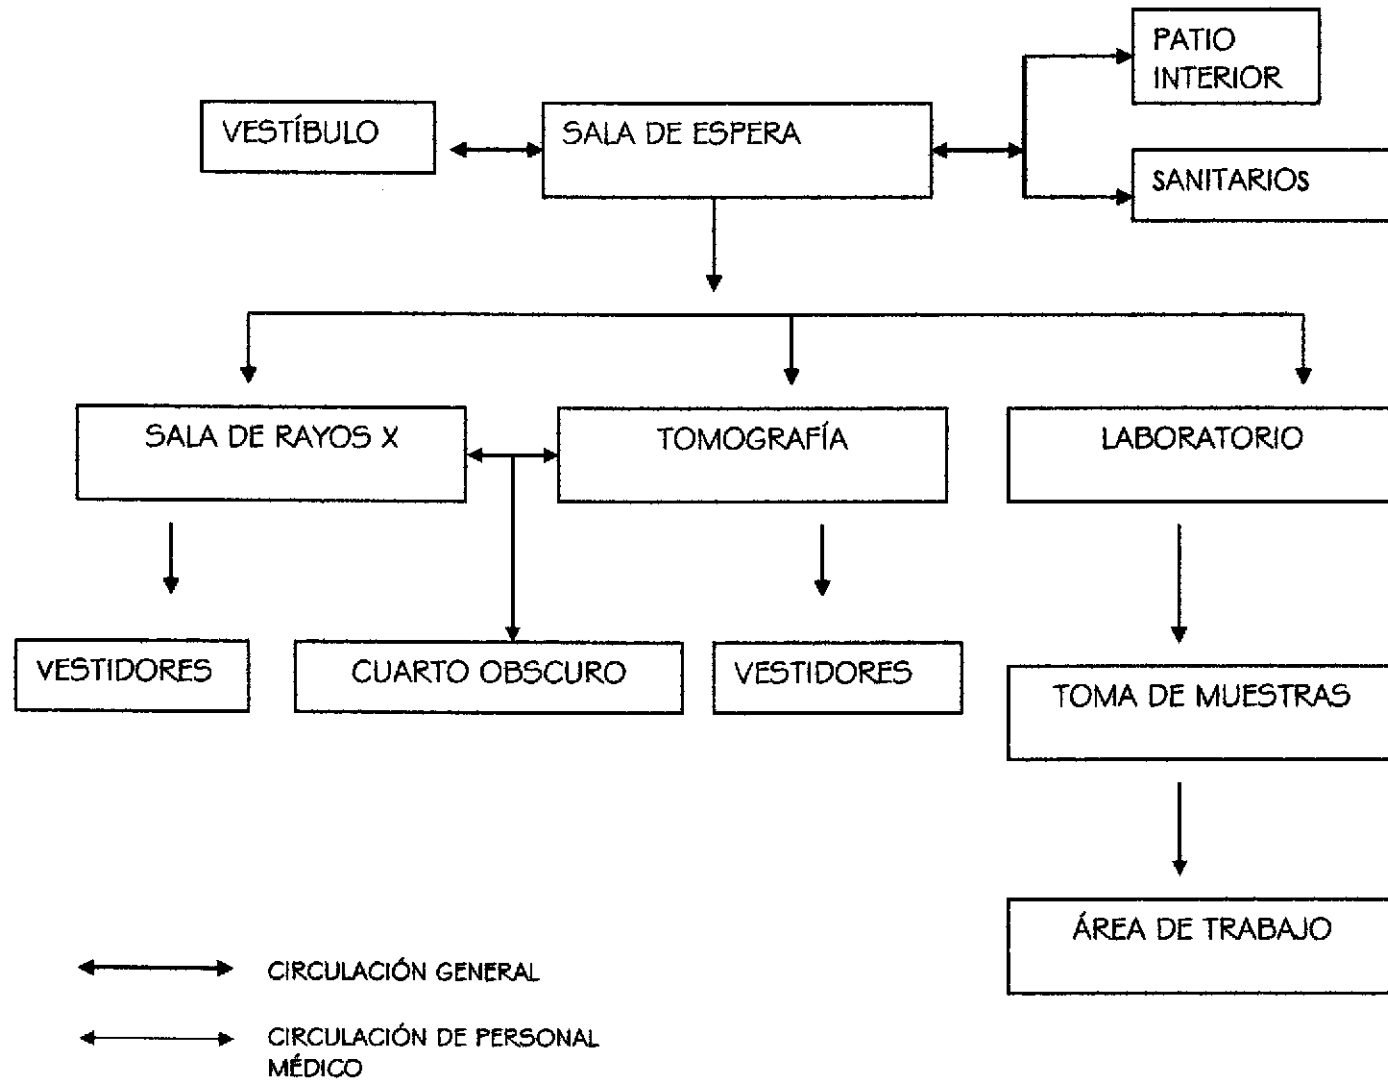 PATIO
INTERIOR
VESTÍBULO
SALA DE ESPERA
SANITARIOS
SALA DE RAYOS X
TOMOGRAFÍA
LABORATORIO
VESTIDORES
CUARTO OBSCURO
VESTIDORES
TOMA DE MUESTRAS
ÁREA DE TRABAJO
CIRCULACIÓN GENERAL
CIRCULACIÓN DE PERSONAL
MÉDICO